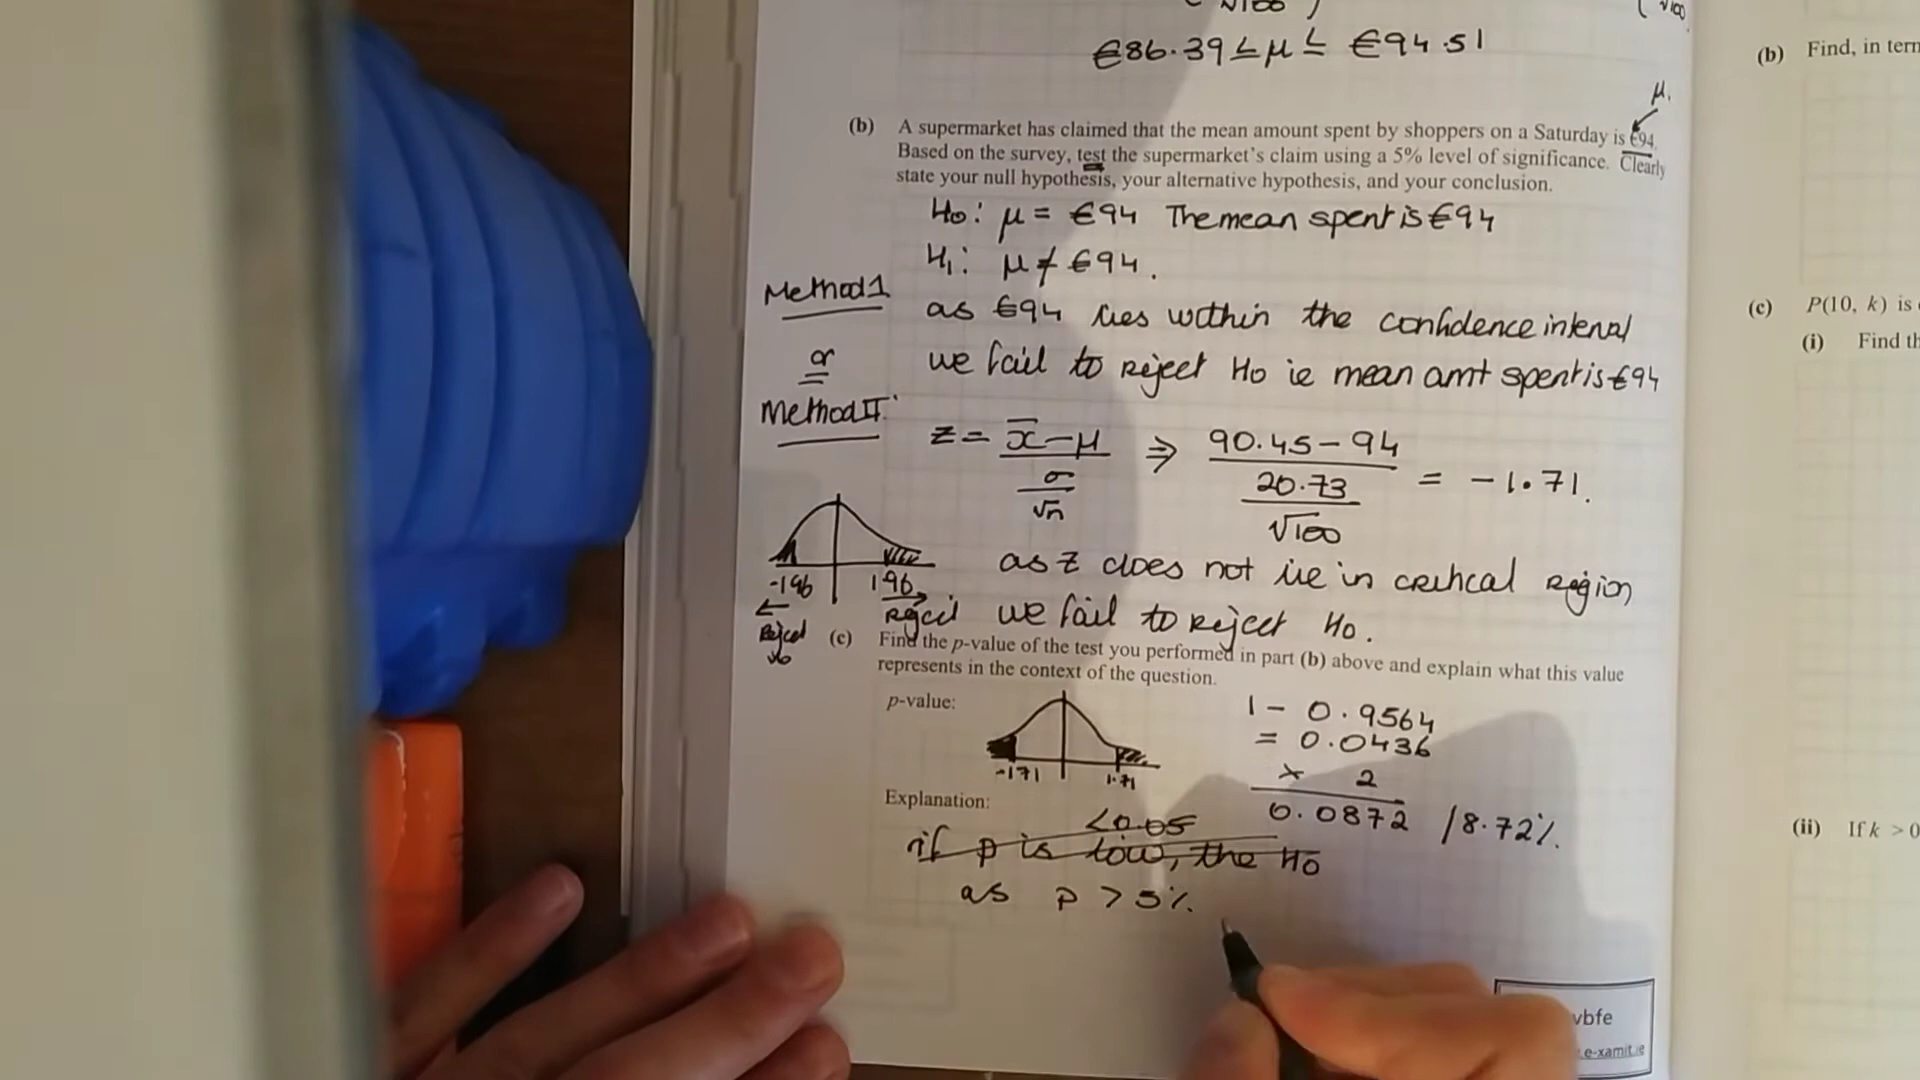 √100 )
( √100
€86.39 ≤ μ ≤ €94.51
μ.
(b) A supermarket has claimed that the mean amount spent by shoppers on a Saturday is €94.
Based on the survey, test the supermarket's claim using a 5% level of significance. Clearly
state your null hypothesis, your alternative hypothesis, and your conclusion.
H₀: μ = €94 The mean spent is €94
H₁: μ ≠ €94.
Method 1
as €94 lies within the confidence interval
or
we fail to reject H₀ ie mean amt spent is €94
Method II
z = x̄ − μ / σ/√n ⇒ 90.45 − 94 / 20.73/√100 = −1.71.
-1.96 1.96
as z does not lie in critical region
Reject H₀
Reject
we fail to reject H₀.
(c) Find the p-value of the test you performed in part (b) above and explain what this value
represents in the context of the question.
p-value:
1 − 0.9564
= 0.0436
-1.71 1.71
× 2
0.0872 / 8.72%.
Explanation:
<0.05
if p is low, the H₀
as p > 5%.
vbfe
e-xamit.ie
(b) Find, in tern
(c) P(10, k) is
(i) Find th
(ii) If k > 0